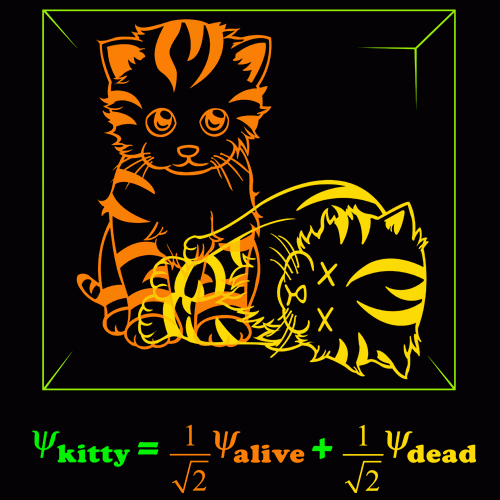 ψkitty = 1/√2 ψalive + 1/√2 ψdead